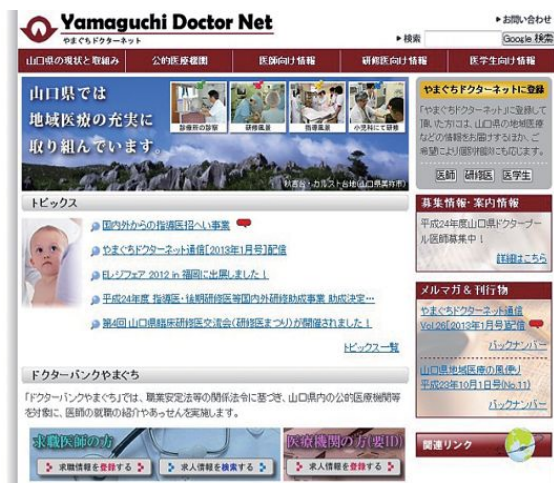 Yamaguchi Doctor Net
やまぐちドクターネット
お問い合わせ
検索
Google 検索
山口県の現状と取組み
公的医療機関
医師向け情報
研修医向け情報
医学生向け情報
山口県では
地域医療の充実に
取り組んでいます。
診療所の診察
研修風景
指導風景
小児科にて研修
秋吉台・カルスト台地(山口県美祢市)
やまぐちドクターネットに登録
「やまぐちドクターネット」に登録して
頂いた方には、山口県の地域医療
などの情報をお届けするほか、ご
希望により個別相談にも応じます。
医師
研修医
医学生
トピックス
国内外からの指導医招へい事業
やまぐちドクターネット通信[2013年1月号]配信
ELレジフェア 2012 in 福岡に出展しました!
平成24年度 指導医・後期研修医等国内外研修助成事業 助成決定…
第4回 山口県臨床研修医交流会(研修医まつり)が開催されました!
トピックス一覧
募集情報・案内情報
平成24年度山口県ドクタープー
ル医師募集中!
詳細はこちら
メルマガ & 刊行物
やまぐちドクターネット通信
Vol.26[2013年1月号]配信
バックナンバー
山口県地域医療の風便り
平成23年10月1日号(No.11)
バックナンバー
ドクターバンクやまぐち
「ドクターバンクやまぐち」では、職業安定法等の関係法令に基づき、山口県内の公的医療機関等
を対象に、医師の就職の紹介やあっせんを実施します。
求職医師の方
求職情報を登録する
求人情報を検索する
医療機関の方(要ID)
求人情報を登録する
関連リンク